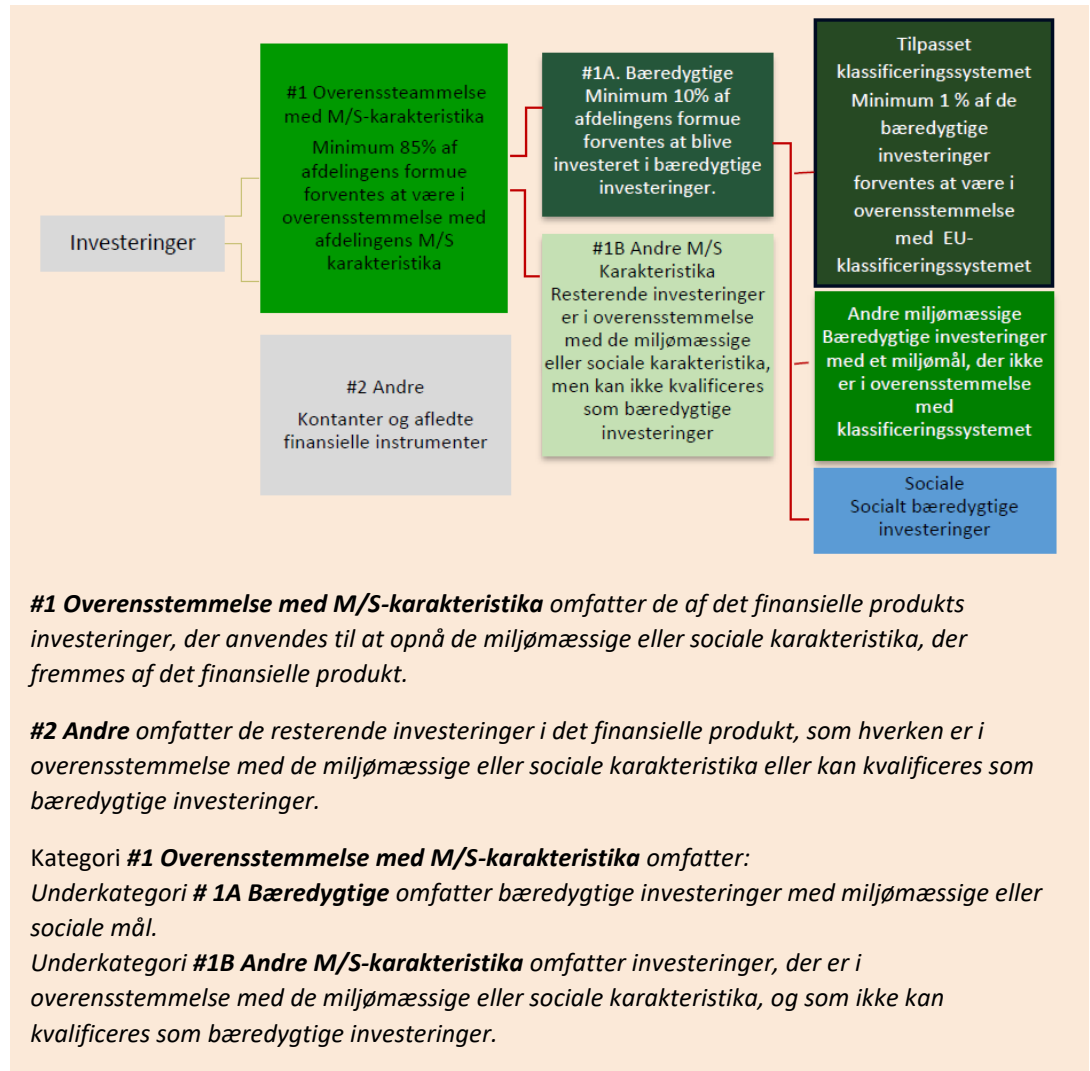 Investeringer
#1 Overenssteammelse
med M/S-karakteristika
Minimum 85% af
afdelingens formue
forventes at være i
overensstemmelse med
afdelingens M/S
karakteristika
#2 Andre
Kontanter og afledte
finansielle instrumenter
#1A. Bæredygtige
Minimum 10% af
afdelingens formue
forventes at blive
investeret i bæredygtige
investeringer.
#1B Andre M/S
Karakteristika
Resterende investeringer
er i overensstemmelse
med de miljømæssige
eller sociale karakteristika,
men kan ikke kvalificeres
som bæredygtige
investeringer
Tilpasset
klassificeringssystemet
Minimum 1 % af de
bæredygtige
investeringer
forventes at være i
overensstemmelse
med EU-
klassificeringssystemet
Andre miljømæssige
Bæredygtige investeringer
med et miljømål, der ikke
er i overensstemmelse
med
klassificeringssystemet
Sociale
Socialt bæredygtige
investeringer
#1 Overensstemmelse med M/S-karakteristika omfatter de af det finansielle produkts
investeringer, der anvendes til at opnå de miljømæssige eller sociale karakteristika, der
fremmes af det finansielle produkt.
#2 Andre omfatter de resterende investeringer i det finansielle produkt, som hverken er i
overensstemmelse med de miljømæssige eller sociale karakteristika eller kan kvalificeres som
bæredygtige investeringer.
Kategori #1 Overensstemmelse med M/S-karakteristika omfatter:
Underkategori # 1A Bæredygtige omfatter bæredygtige investeringer med miljømæssige eller
sociale mål.
Underkategori #1B Andre M/S-karakteristika omfatter investeringer, der er i
overensstemmelse med de miljømæssige eller sociale karakteristika, og som ikke kan
kvalificeres som bæredygtige investeringer.